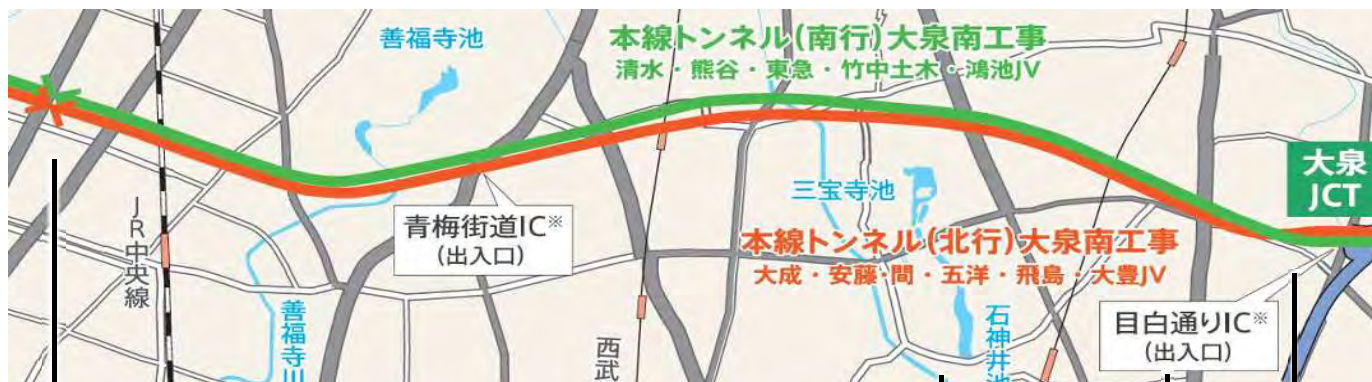 善福寺池
本線トンネル(南行)大泉南工事
清水・熊谷・東急・竹中土木・鴻池JV
大泉
JCT
三宝寺池
JR中央線
青梅街道IC※
(出入口)
本線トンネル(北行)大泉南工事
大成・安藤・間・五洋・飛島・大豊JV
善福寺川
西武
石神井池
目白通りIC※
(出入口)